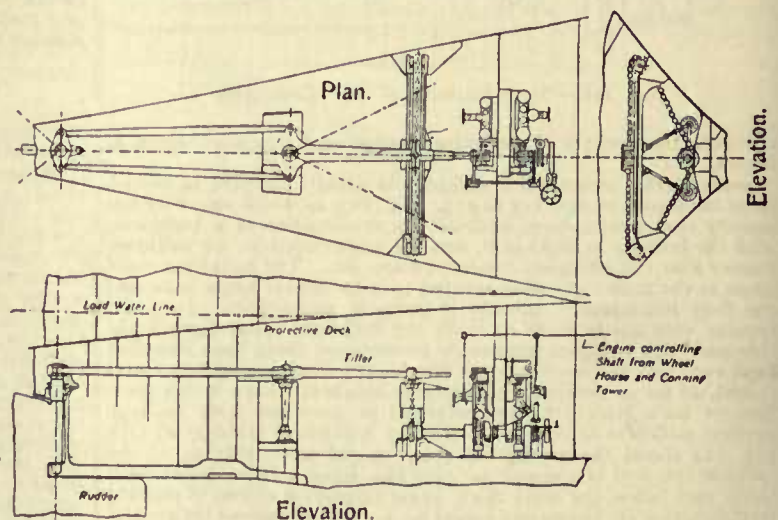 Plan.
Elevation.
Load Water Line
Protective Deck
Tiller
Engine controlling
Shaft from Wheel
House and Conning
Tower
Rudder
Elevation.